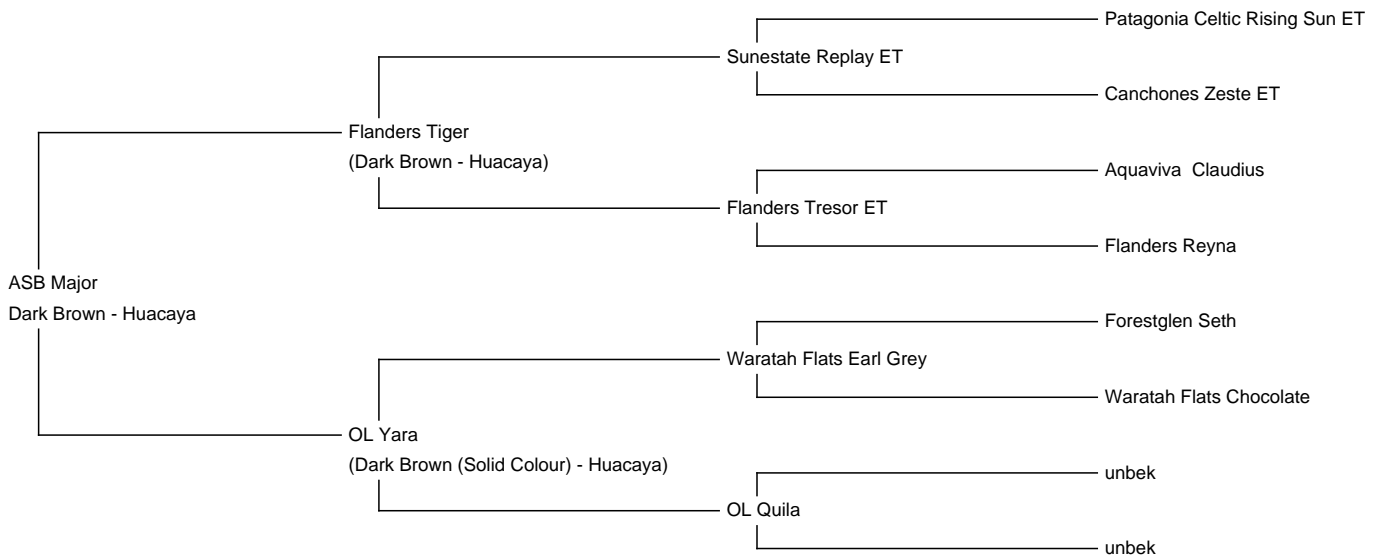 Patagonia Celtic Rising Sun ET
Sunestate Replay ET
Canchones Zeste ET
Flanders Tiger
(Dark Brown - Huacaya)
Aquaviva  Claudius
Flanders Tresor ET
Flanders Reyna
ASB Major
Dark Brown - Huacaya
Forestglen Seth
Waratah Flats Earl Grey
Waratah Flats Chocolate
OL Yara
(Dark Brown (Solid Colour) - Huacaya)
unbek
OL Quila
unbek